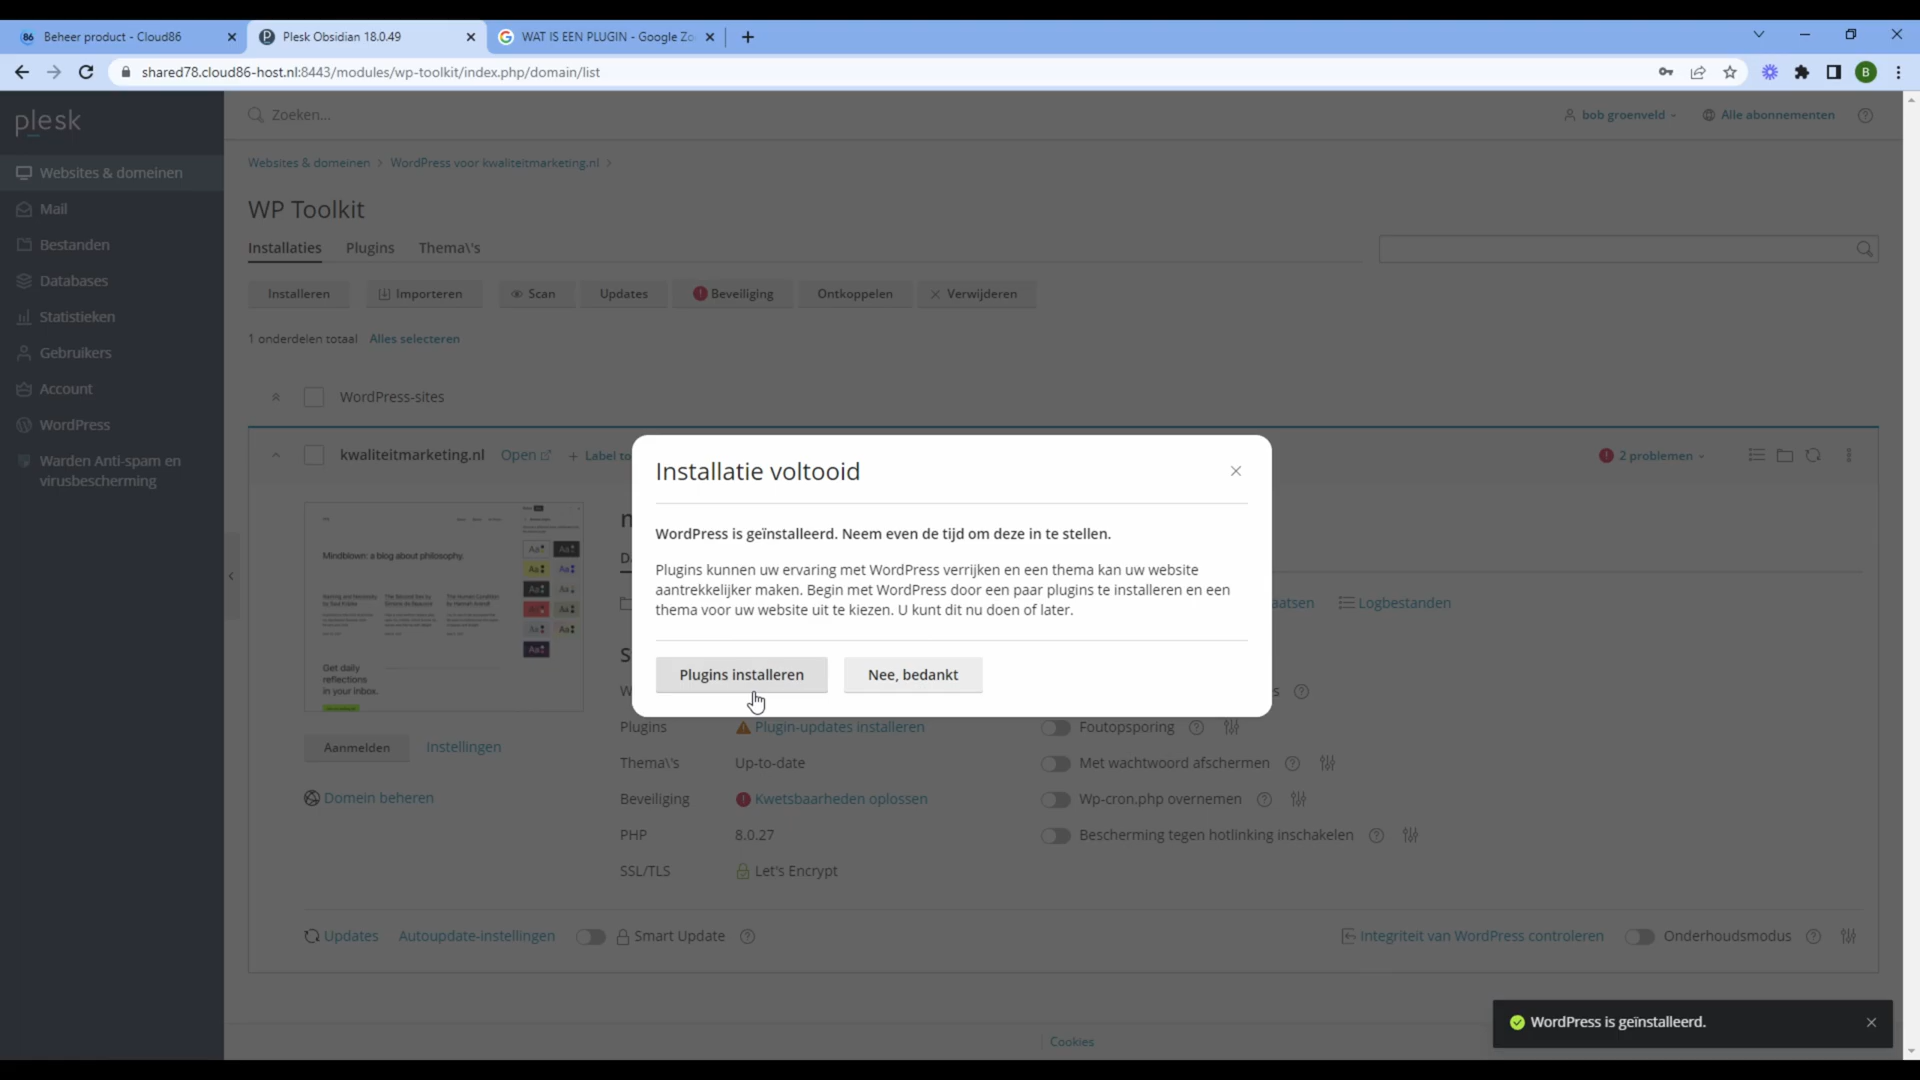 Beheer product - Cloud86
Plesk Obsidian 18.0.49
WAT IS EEN PLUGIN - Google Zo
shared78.cloud86-host.nl:8443/modules/wp-toolkit/index.php/domain/list
B
plesk
Zoeken...
bob groenveld
Alle abonnementen
Websites & domeinen
Mail
Bestanden
Databases
Statistieken
Gebruikers
Account
WordPress
Warden Anti-spam en
virusbescherming
Websites & domeinen > WordPress voor kwaliteitmarketing.nl >
WP Toolkit
Installaties Plugins Thema\'s
Installeren Importeren Scan Updates Beveiliging Ontkoppelen Verwijderen
1 onderdelen totaal Alles selecteren
WordPress-sites
kwaliteitmarketing.nl Open + Label to
2 problemen
Mindblown: a blog about philosophy.
Get daily
reflections
in your inbox.
Installatie voltooid
WordPress is geïnstalleerd. Neem even de tijd om deze in te stellen.
Plugins kunnen uw ervaring met WordPress verrijken en een thema kan uw website
aantrekkelijker maken. Begin met WordPress door een paar plugins te installeren en een
thema voor uw website uit te kiezen. U kunt dit nu doen of later.
Plugins installeren Nee, bedankt
aatsen Logbestanden
Plugins Plugin-updates installeren Foutopsporing
Aanmelden Instellingen
Thema\'s Up-to-date Met wachtwoord afschermen
Domein beheren
Beveiliging Kwetsbaarheden oplossen Wp-cron.php overnemen
PHP 8.0.27 Bescherming tegen hotlinking inschakelen
SSL/TLS Let's Encrypt
Updates Autoupdate-instellingen Smart Update Integriteit van WordPress controleren Onderhoudsmodus
WordPress is geïnstalleerd.
Cookies